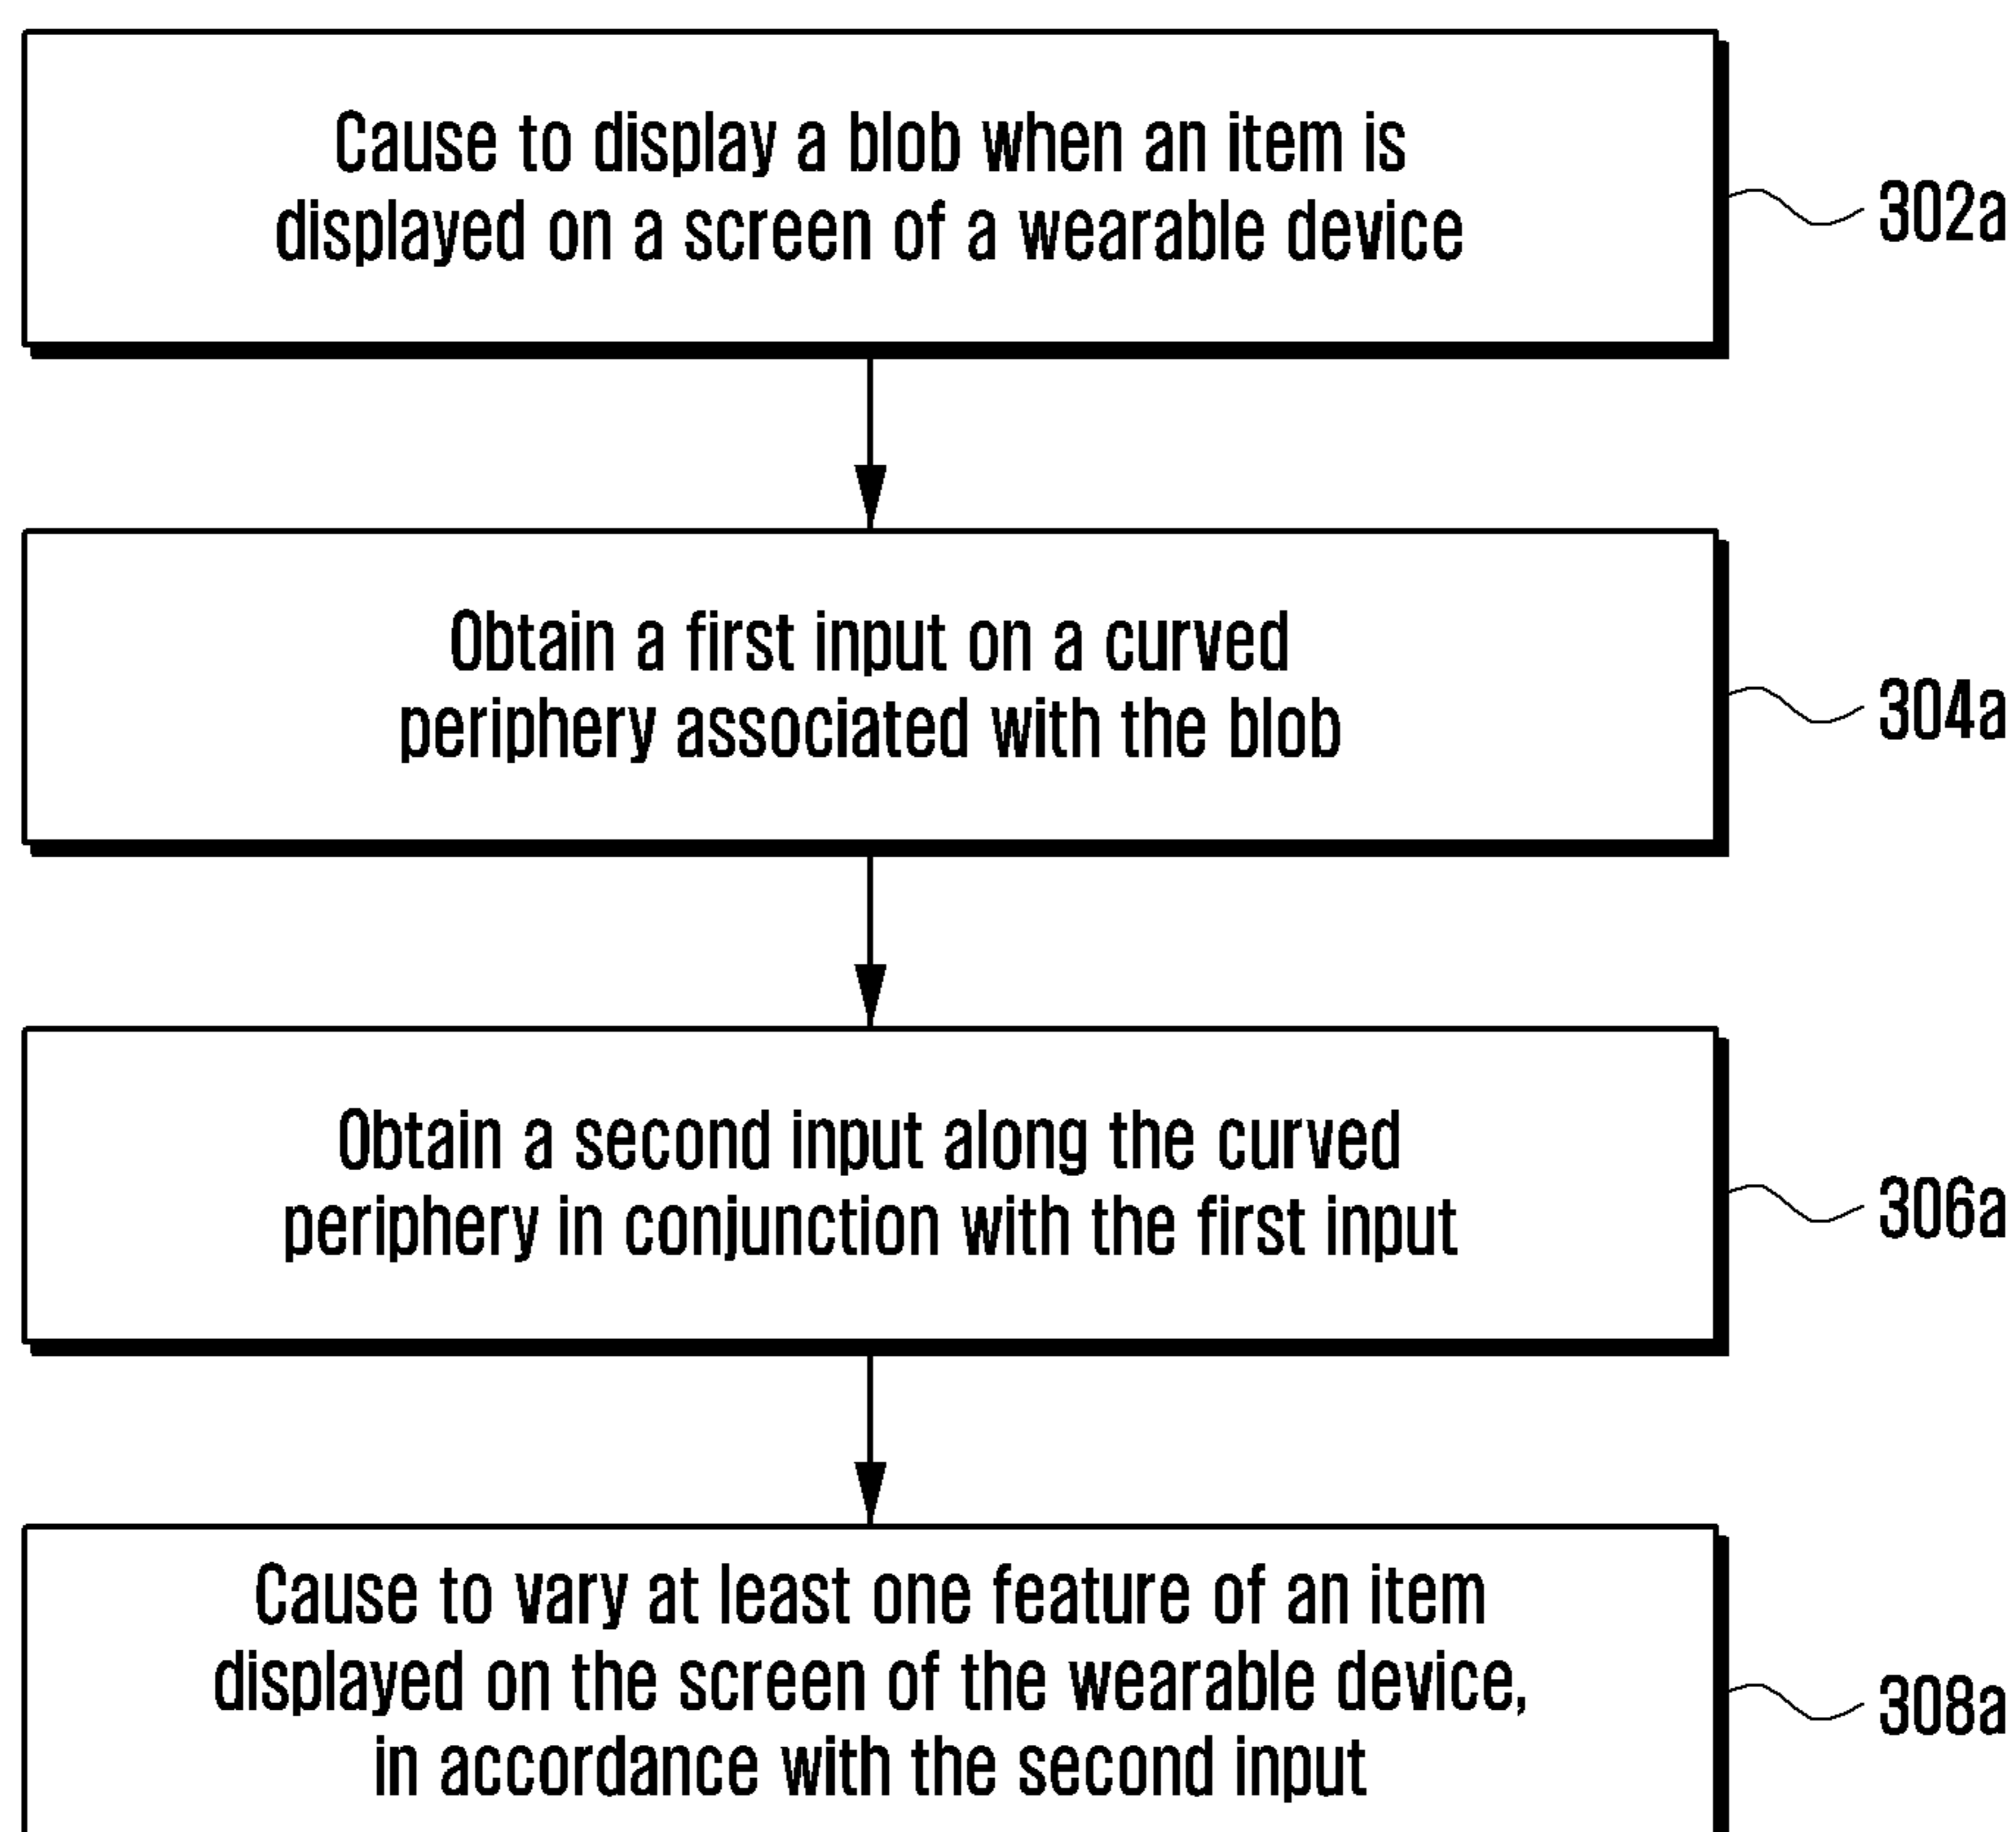 Cause to display a blob when an item is
displayed on a screen of a wearable device
302a
Obtain a first input on a curved
periphery associated with the blob
304a
Obtain a second input along the curved
periphery in conjunction with the first input
306a
Cause to vary at least one feature of an item
displayed on the screen of the wearable device,
in accordance with the second input
308a